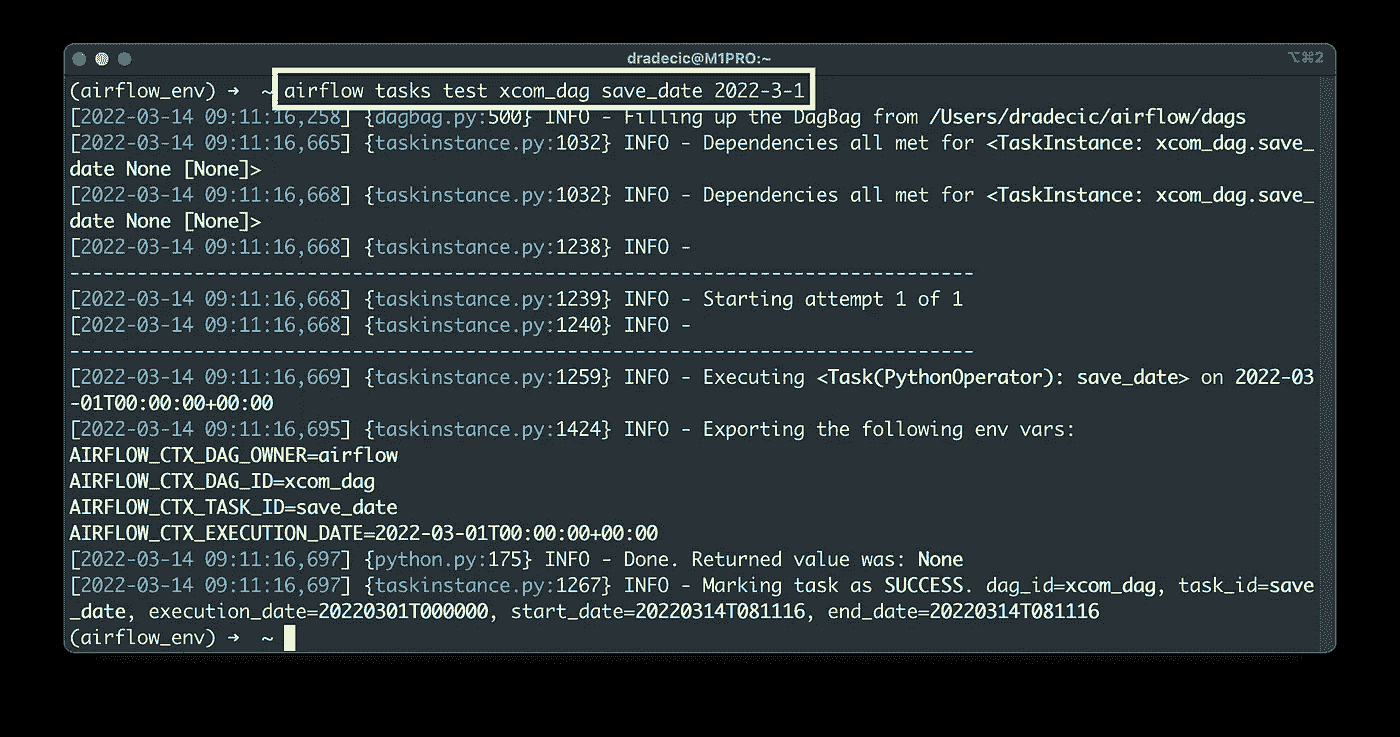 dradecic@M1PRO:~
⌥⌘2
(airflow_env) → ~ airflow tasks test xcom_dag save_date 2022-3-1
[2022-03-14 09:11:16,258] {dagbag.py:500} INFO - Filling up the DagBag from /Users/dradecic/airflow/dags
[2022-03-14 09:11:16,665] {taskinstance.py:1032} INFO - Dependencies all met for <TaskInstance: xcom_dag.save_
date None [None]>
[2022-03-14 09:11:16,668] {taskinstance.py:1032} INFO - Dependencies all met for <TaskInstance: xcom_dag.save_
date None [None]>
[2022-03-14 09:11:16,668] {taskinstance.py:1238} INFO -
--------------------------------------------------------------------------------
[2022-03-14 09:11:16,668] {taskinstance.py:1239} INFO - Starting attempt 1 of 1
[2022-03-14 09:11:16,668] {taskinstance.py:1240} INFO -
--------------------------------------------------------------------------------
[2022-03-14 09:11:16,669] {taskinstance.py:1259} INFO - Executing <Task(PythonOperator): save_date> on 2022-03
-01T00:00:00+00:00
[2022-03-14 09:11:16,695] {taskinstance.py:1424} INFO - Exporting the following env vars:
AIRFLOW_CTX_DAG_OWNER=airflow
AIRFLOW_CTX_DAG_ID=xcom_dag
AIRFLOW_CTX_TASK_ID=save_date
AIRFLOW_CTX_EXECUTION_DATE=2022-03-01T00:00:00+00:00
[2022-03-14 09:11:16,697] {python.py:175} INFO - Done. Returned value was: None
[2022-03-14 09:11:16,697] {taskinstance.py:1267} INFO - Marking task as SUCCESS. dag_id=xcom_dag, task_id=save
_date, execution_date=20220301T000000, start_date=20220314T081116, end_date=20220314T081116
(airflow_env) → ~